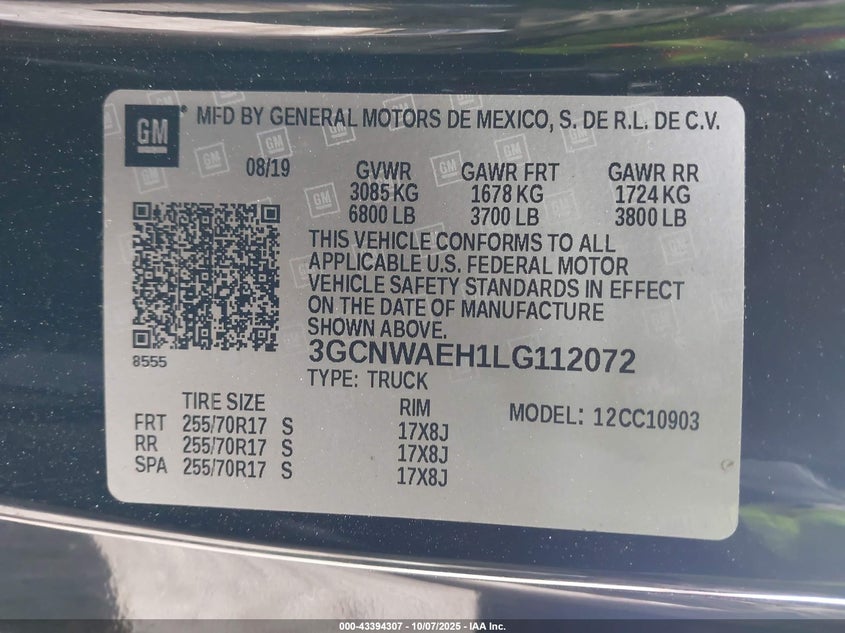 GM ® MFD BY GENERAL MOTORS DE MEXICO, S. DE R.L. DE C.V.
08/19 GVWR GAWR FRT GAWR RR
3085 KG 1678 KG 1724 KG
6800 LB 3700 LB 3800 LB
THIS VEHICLE CONFORMS TO ALL
APPLICABLE U.S. FEDERAL MOTOR
VEHICLE SAFETY STANDARDS IN EFFECT
ON THE DATE OF MANUFACTURE
SHOWN ABOVE.
8555
3GCNWAEH1LG112072
TYPE: TRUCK
TIRE SIZE RIM MODEL: 12CC10903
FRT 255/70R17 S 17X8J
RR 255/70R17 S 17X8J
SPA 255/70R17 S 17X8J
000-43394307 - 10/07/2025 - IAA Inc.